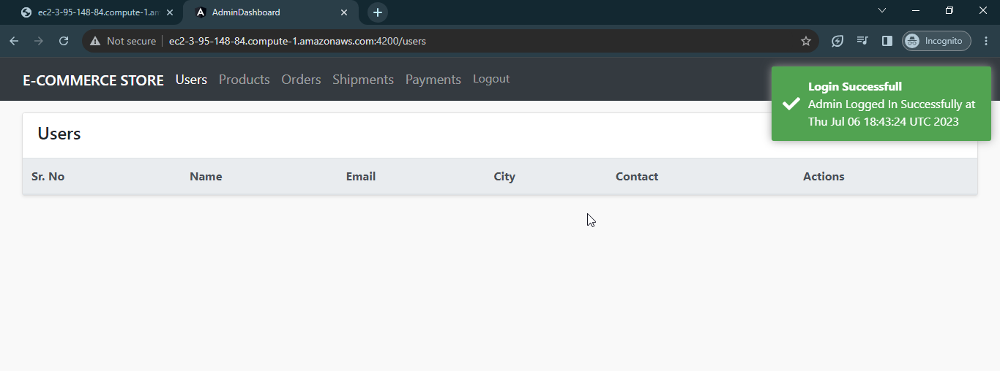 ec2-3-95-148-84.compute-1.am
AdminDashboard
Not secure
ec2-3-95-148-84.compute-1.amazonaws.com:4200/users
Incognito
E-COMMERCE STORE Users Products Orders Shipments Payments Logout
Login Successfull
Admin Logged In Successfully at
Thu Jul 06 18:43:24 UTC 2023
Users
Sr. No Name Email City Contact Actions